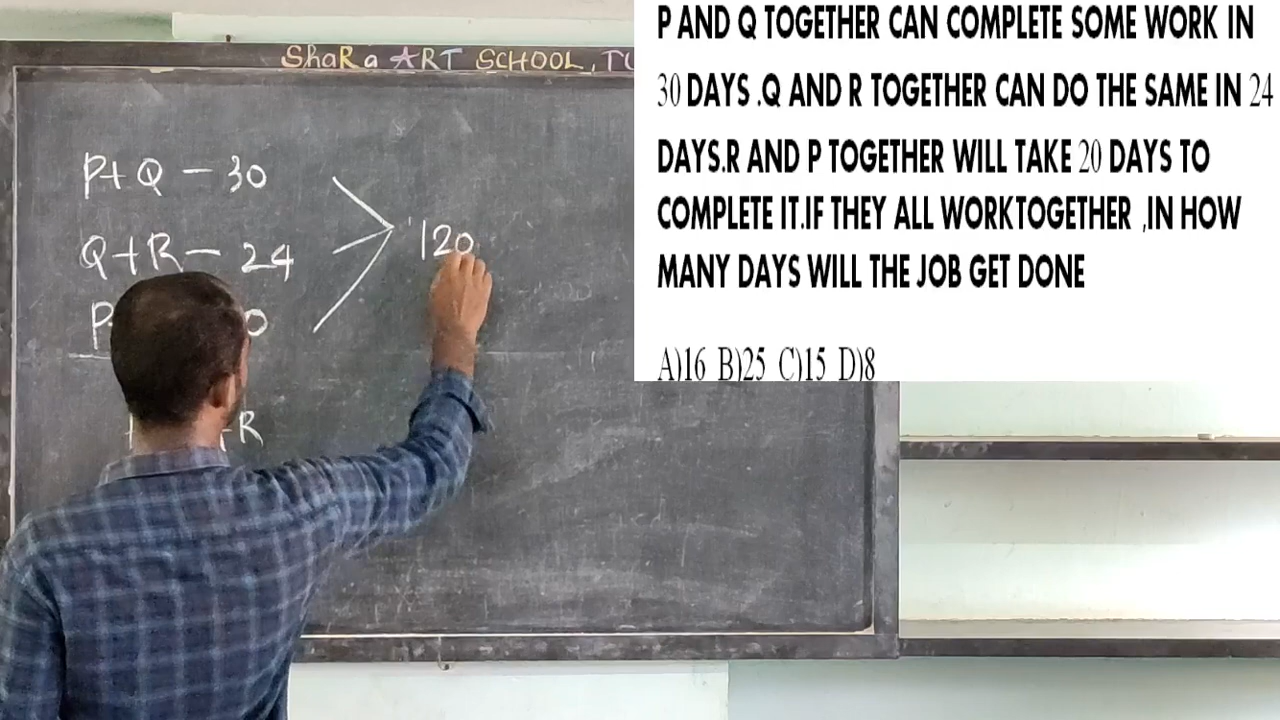 ShaRa ART SCHOOL, TU
P+Q - 30
Q+R - 24
120
+R
P AND Q TOGETHER CAN COMPLETE SOME WORK IN
30 DAYS .Q AND R TOGETHER CAN DO THE SAME IN 24
DAYS.R AND P TOGETHER WILL TAKE 20 DAYS TO
COMPLETE IT.IF THEY ALL WORKTOGETHER ,IN HOW
MANY DAYS WILL THE JOB GET DONE
A)16 B)25 C)15 D)8